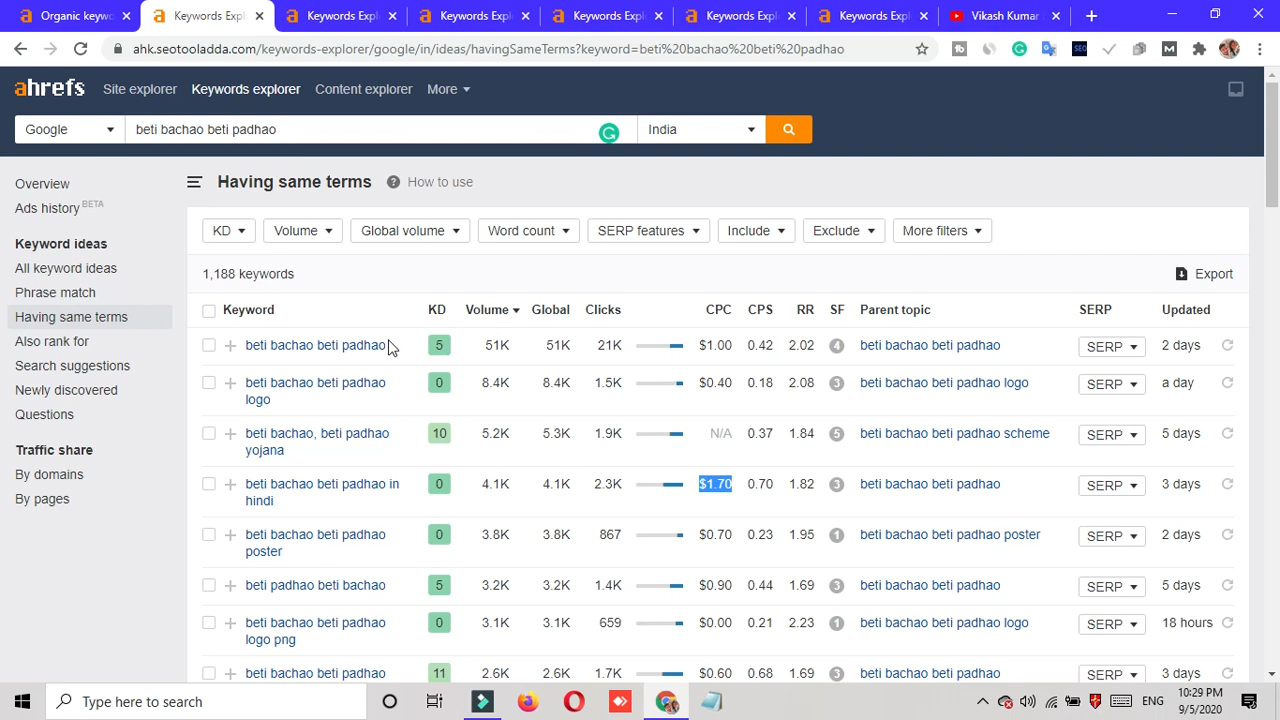 Organic keyw
Keywords Expl
Keywords Expl
Keywords Expl
Keywords Expl
Keywords Expl
Keywords Expl
Vikash Kumar
ahk.seotooladda.com/keywords-explorer/google/in/ideas/havingSameTerms?keyword=beti%20bachao%20beti%20padhao
ahrefs Site explorer Keywords explorer Content explorer More
Google beti bachao beti padhao India
Overview
Ads history BETA
Keyword ideas
All keyword ideas
Phrase match
Having same terms
Also rank for
Search suggestions
Newly discovered
Questions
Traffic share
By domains
By pages
Having same terms ? How to use
KD Volume Global volume Word count SERP features Include Exclude More filters
1,188 keywords Export
Keyword KD Volume Global Clicks CPC CPS RR SF Parent topic SERP Updated
beti bachao beti padhao 5 51K 51K 21K $1.00 0.42 2.02 4 beti bachao beti padhao SERP 2 days
beti bachao beti padhao 0 8.4K 8.4K 1.5K $0.40 0.18 2.08 3 beti bachao beti padhao logo SERP a day
logo
beti bachao, beti padhao 10 5.2K 5.3K 1.9K N/A 0.37 1.84 5 beti bachao beti padhao scheme SERP 5 days
yojana
beti bachao beti padhao in 0 4.1K 4.1K 2.3K $1.70 0.70 1.82 3 beti bachao beti padhao SERP 3 days
hindi
beti bachao beti padhao 0 3.8K 3.8K 867 $0.70 0.23 1.95 1 beti bachao beti padhao poster SERP 2 days
poster
beti padhao beti bachao 5 3.2K 3.2K 1.4K $0.90 0.44 1.69 3 beti bachao beti padhao SERP 5 days
beti bachao beti padhao 0 3.1K 3.1K 659 $0.00 0.21 2.23 1 beti bachao beti padhao logo SERP 18 hours
logo png
beti bachao beti padhao 11 2.6K 2.6K 1.7K $0.60 0.68 1.69 3 beti bachao beti padhao SERP 3 days
Type here to search
ENG
10:29 PM
9/5/2020